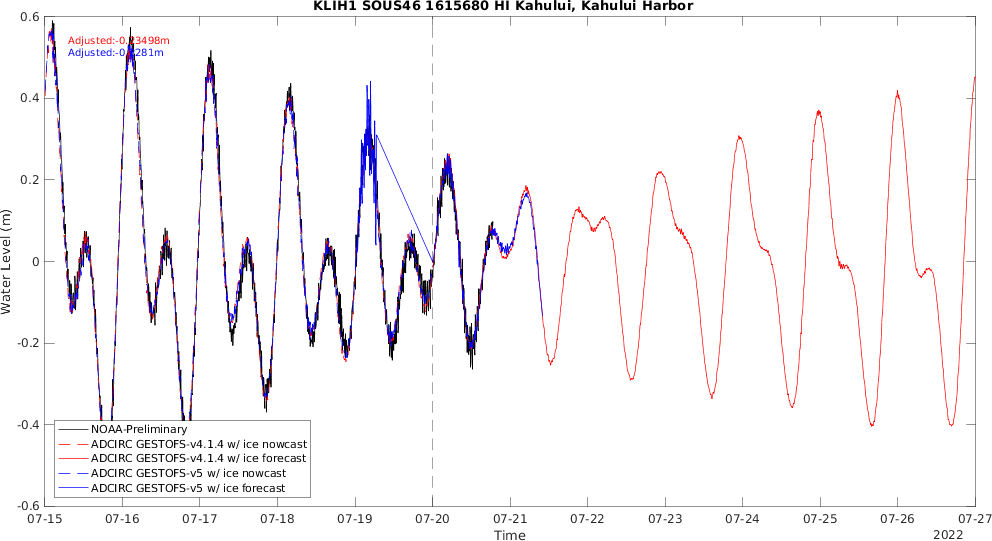 KLIH1 SOUS46 1615680 HI Kahului, Kahului Harbor
0.6
0.4
0.2
0
-0.2
-0.4
-0.6
Water Level (m)
NOAA-Preliminary
ADCIRC GESTOFS-v4.1.4 w/ ice nowcast
ADCIRC GESTOFS-v4.1.4 w/ ice forecast
ADCIRC GESTOFS-v5 w/ ice nowcast
ADCIRC GESTOFS-v5 w/ ice forecast
07-15 07-16 07-17 07-18 07-19 07-20 07-21 07-22 07-23 07-24 07-25 07-26 07-27
Time
2022